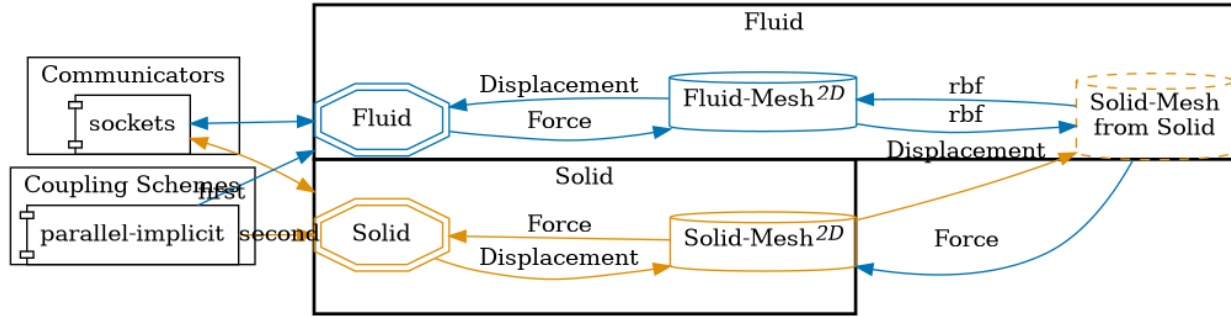 Fluid
Communicators
sockets
Coupling Schemes
first
parallel-implicit
second
Fluid
Displacement
Force
Fluid-Mesh2D
rbf
rbf
Solid-Mesh
from Solid
Displacement
Solid
Solid
Force
Displacement
Solid-Mesh2D
Force